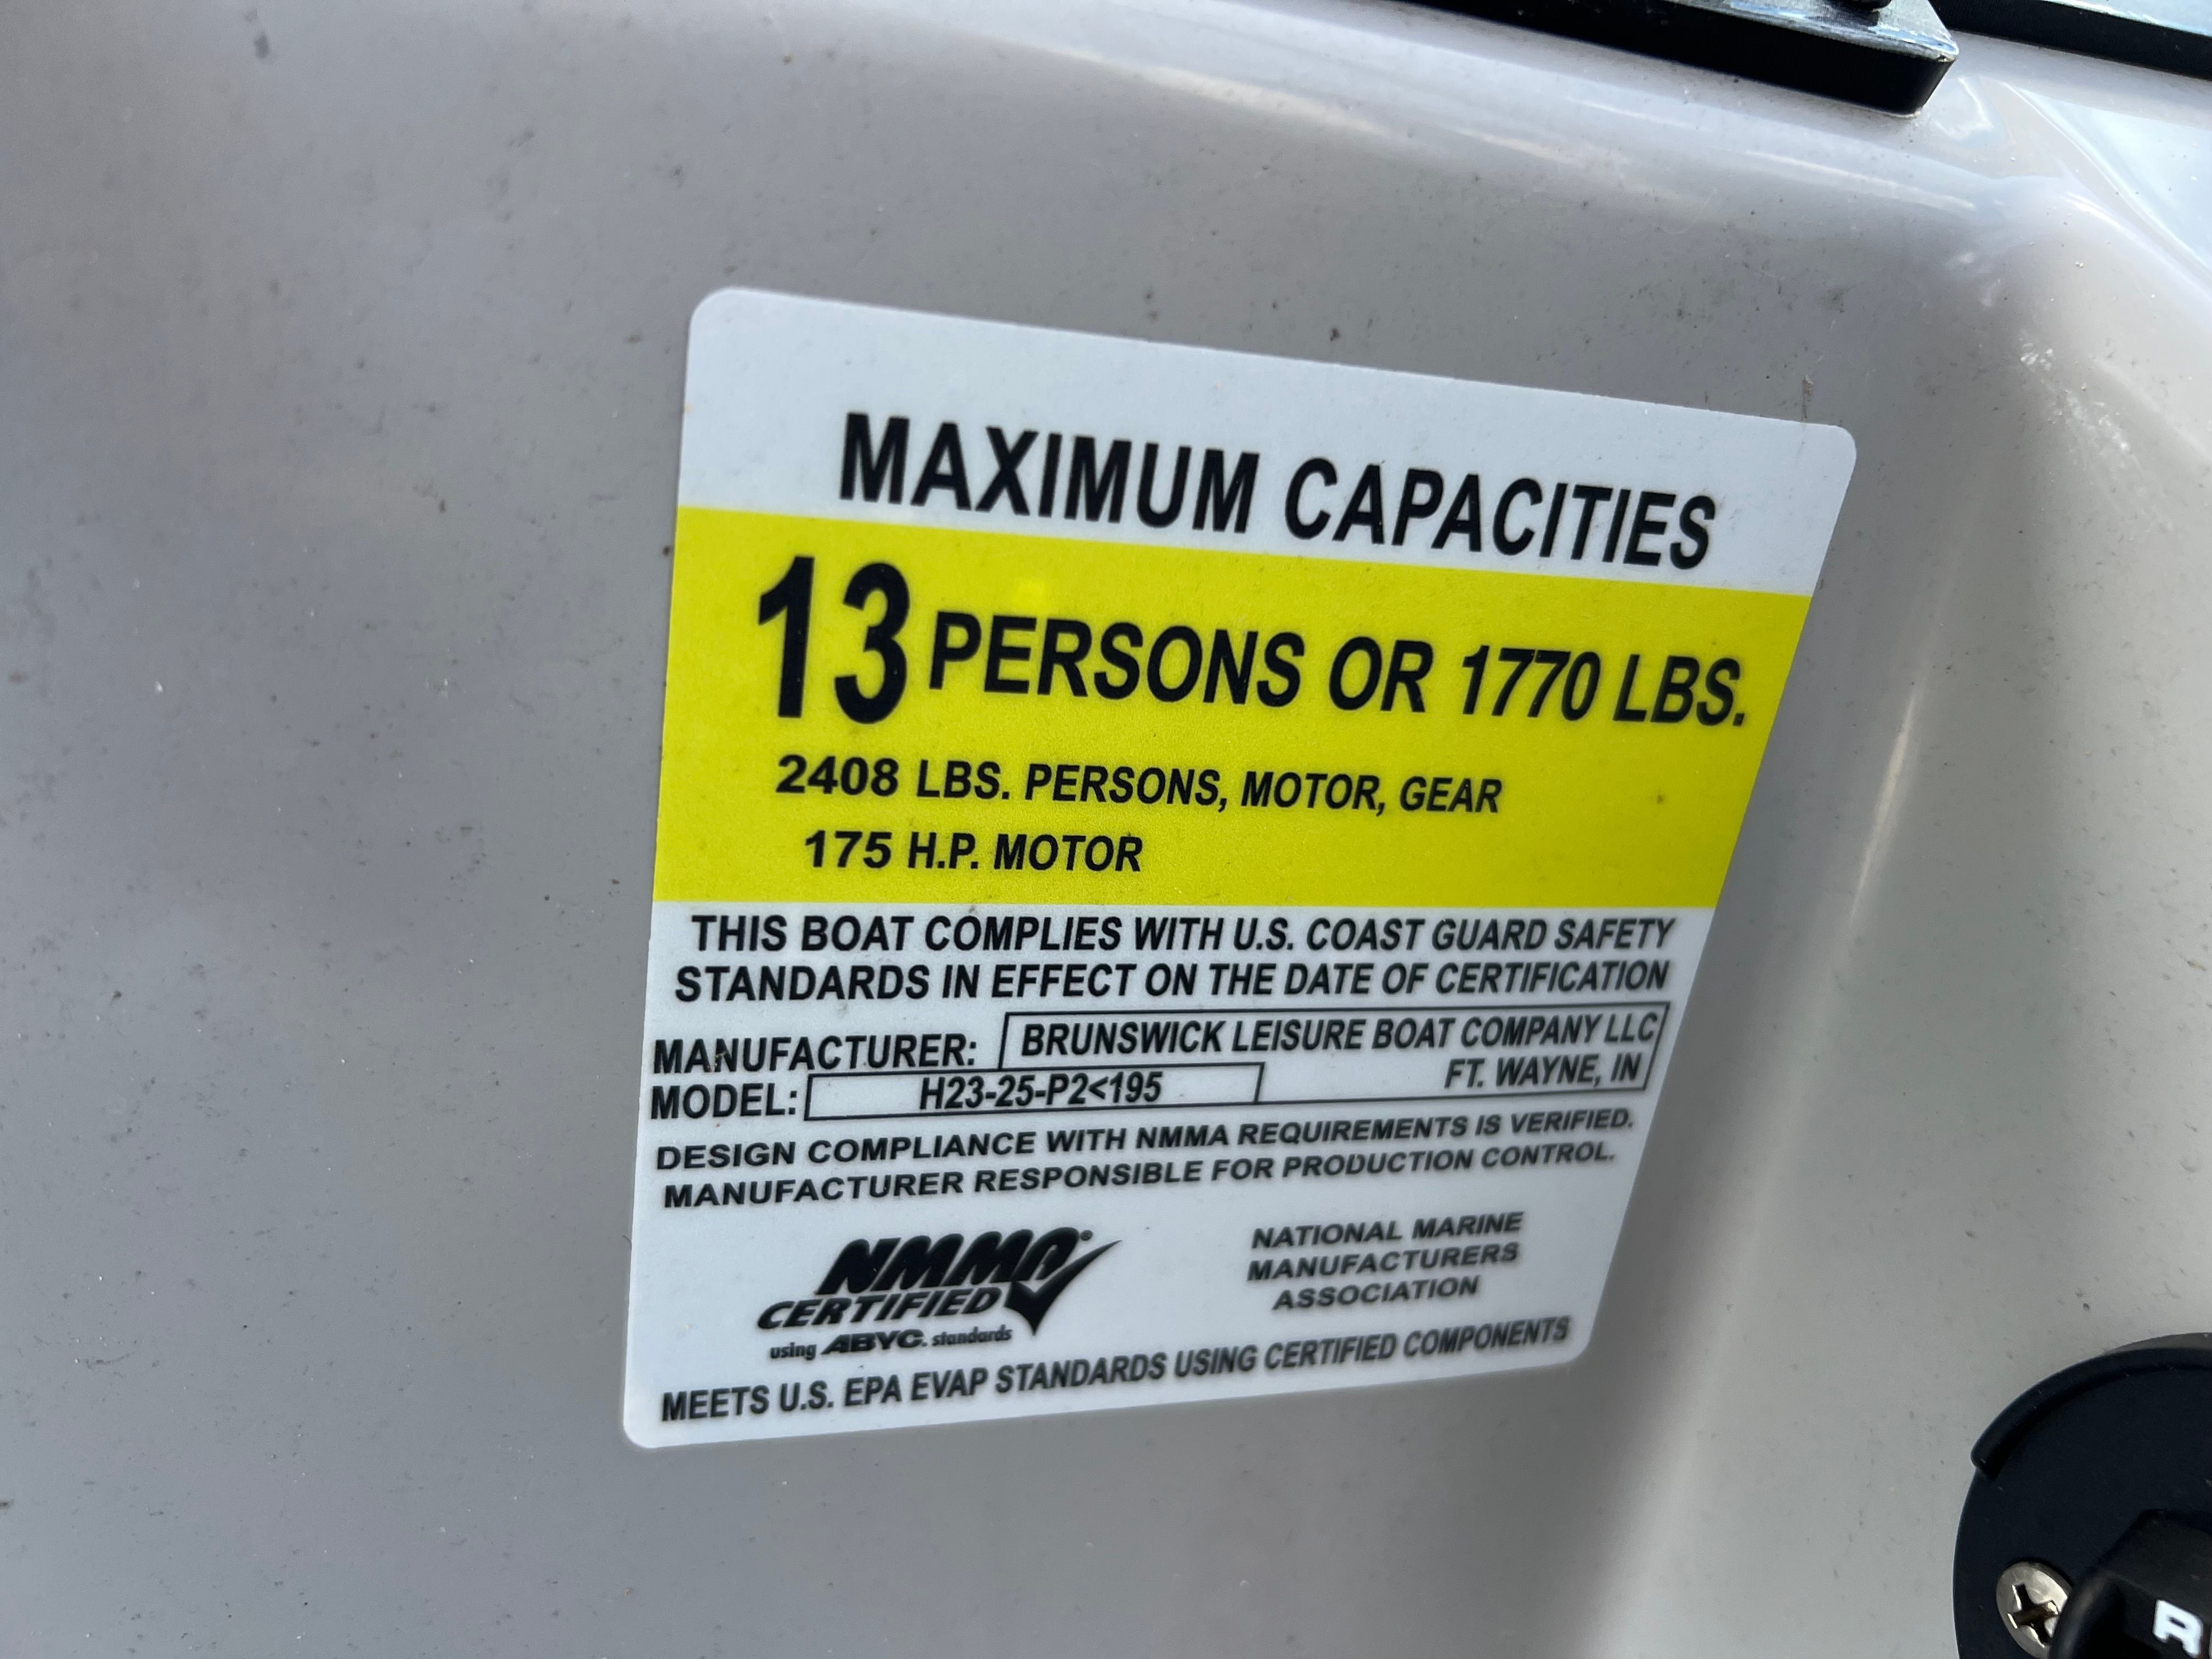 MAXIMUM CAPACITIES
13 PERSONS OR 1770 LBS.
2408 LBS. PERSONS, MOTOR, GEAR
175 H.P. MOTOR
THIS BOAT COMPLIES WITH U.S. COAST GUARD SAFETY
STANDARDS IN EFFECT ON THE DATE OF CERTIFICATION
MANUFACTURER: BRUNSWICK LEISURE BOAT COMPANY LLC
FT. WAYNE, IN
MODEL: H23-25-P2<195
DESIGN COMPLIANCE WITH NMMA REQUIREMENTS IS VERIFIED.
MANUFACTURER RESPONSIBLE FOR PRODUCTION CONTROL.
NMMA®
CERTIFIED
using ABYC. standards
NATIONAL MARINE
MANUFACTURERS
ASSOCIATION
MEETS U.S. EPA EVAP STANDARDS USING CERTIFIED COMPONENTS